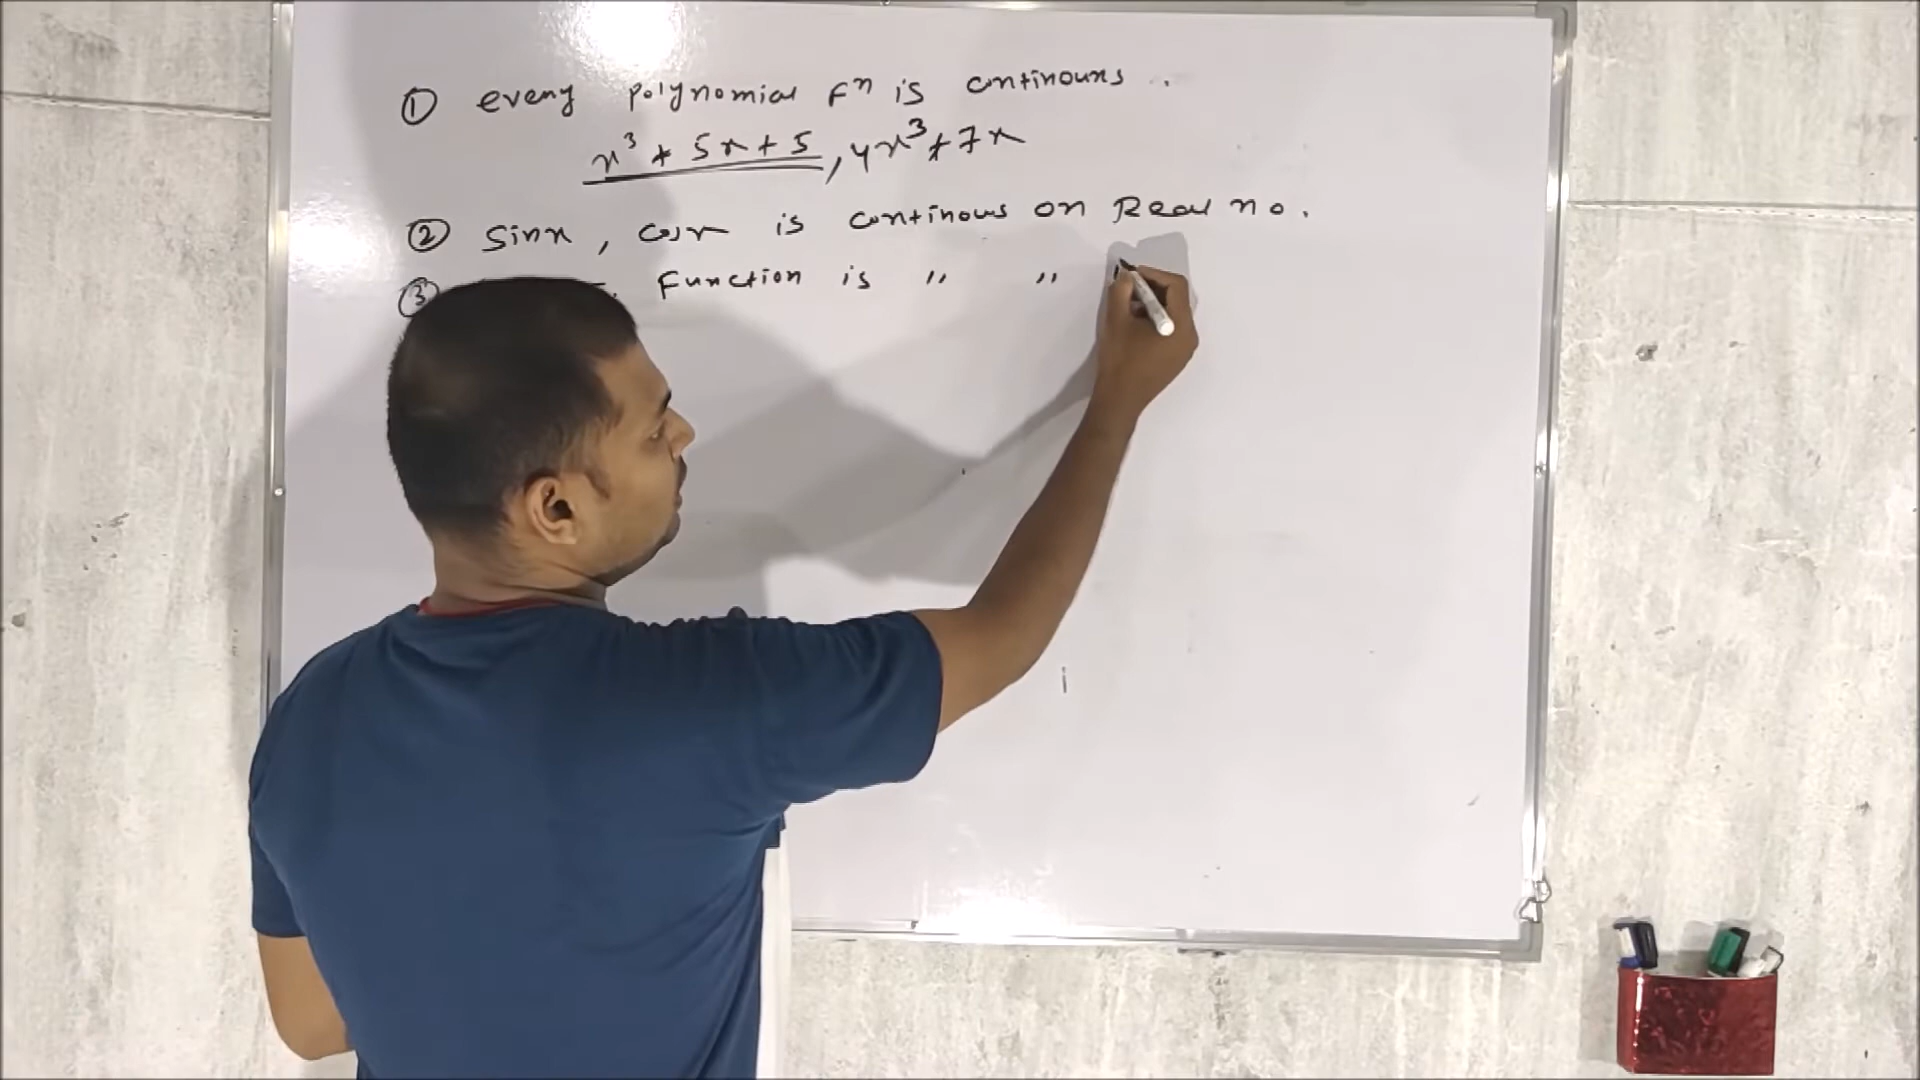 ① every polynomial Fⁿ is continouns .
x³ + 5x + 5 , 4x³ + 7x
② Sinx , cosx is continous on Real no .
③ Function is " "